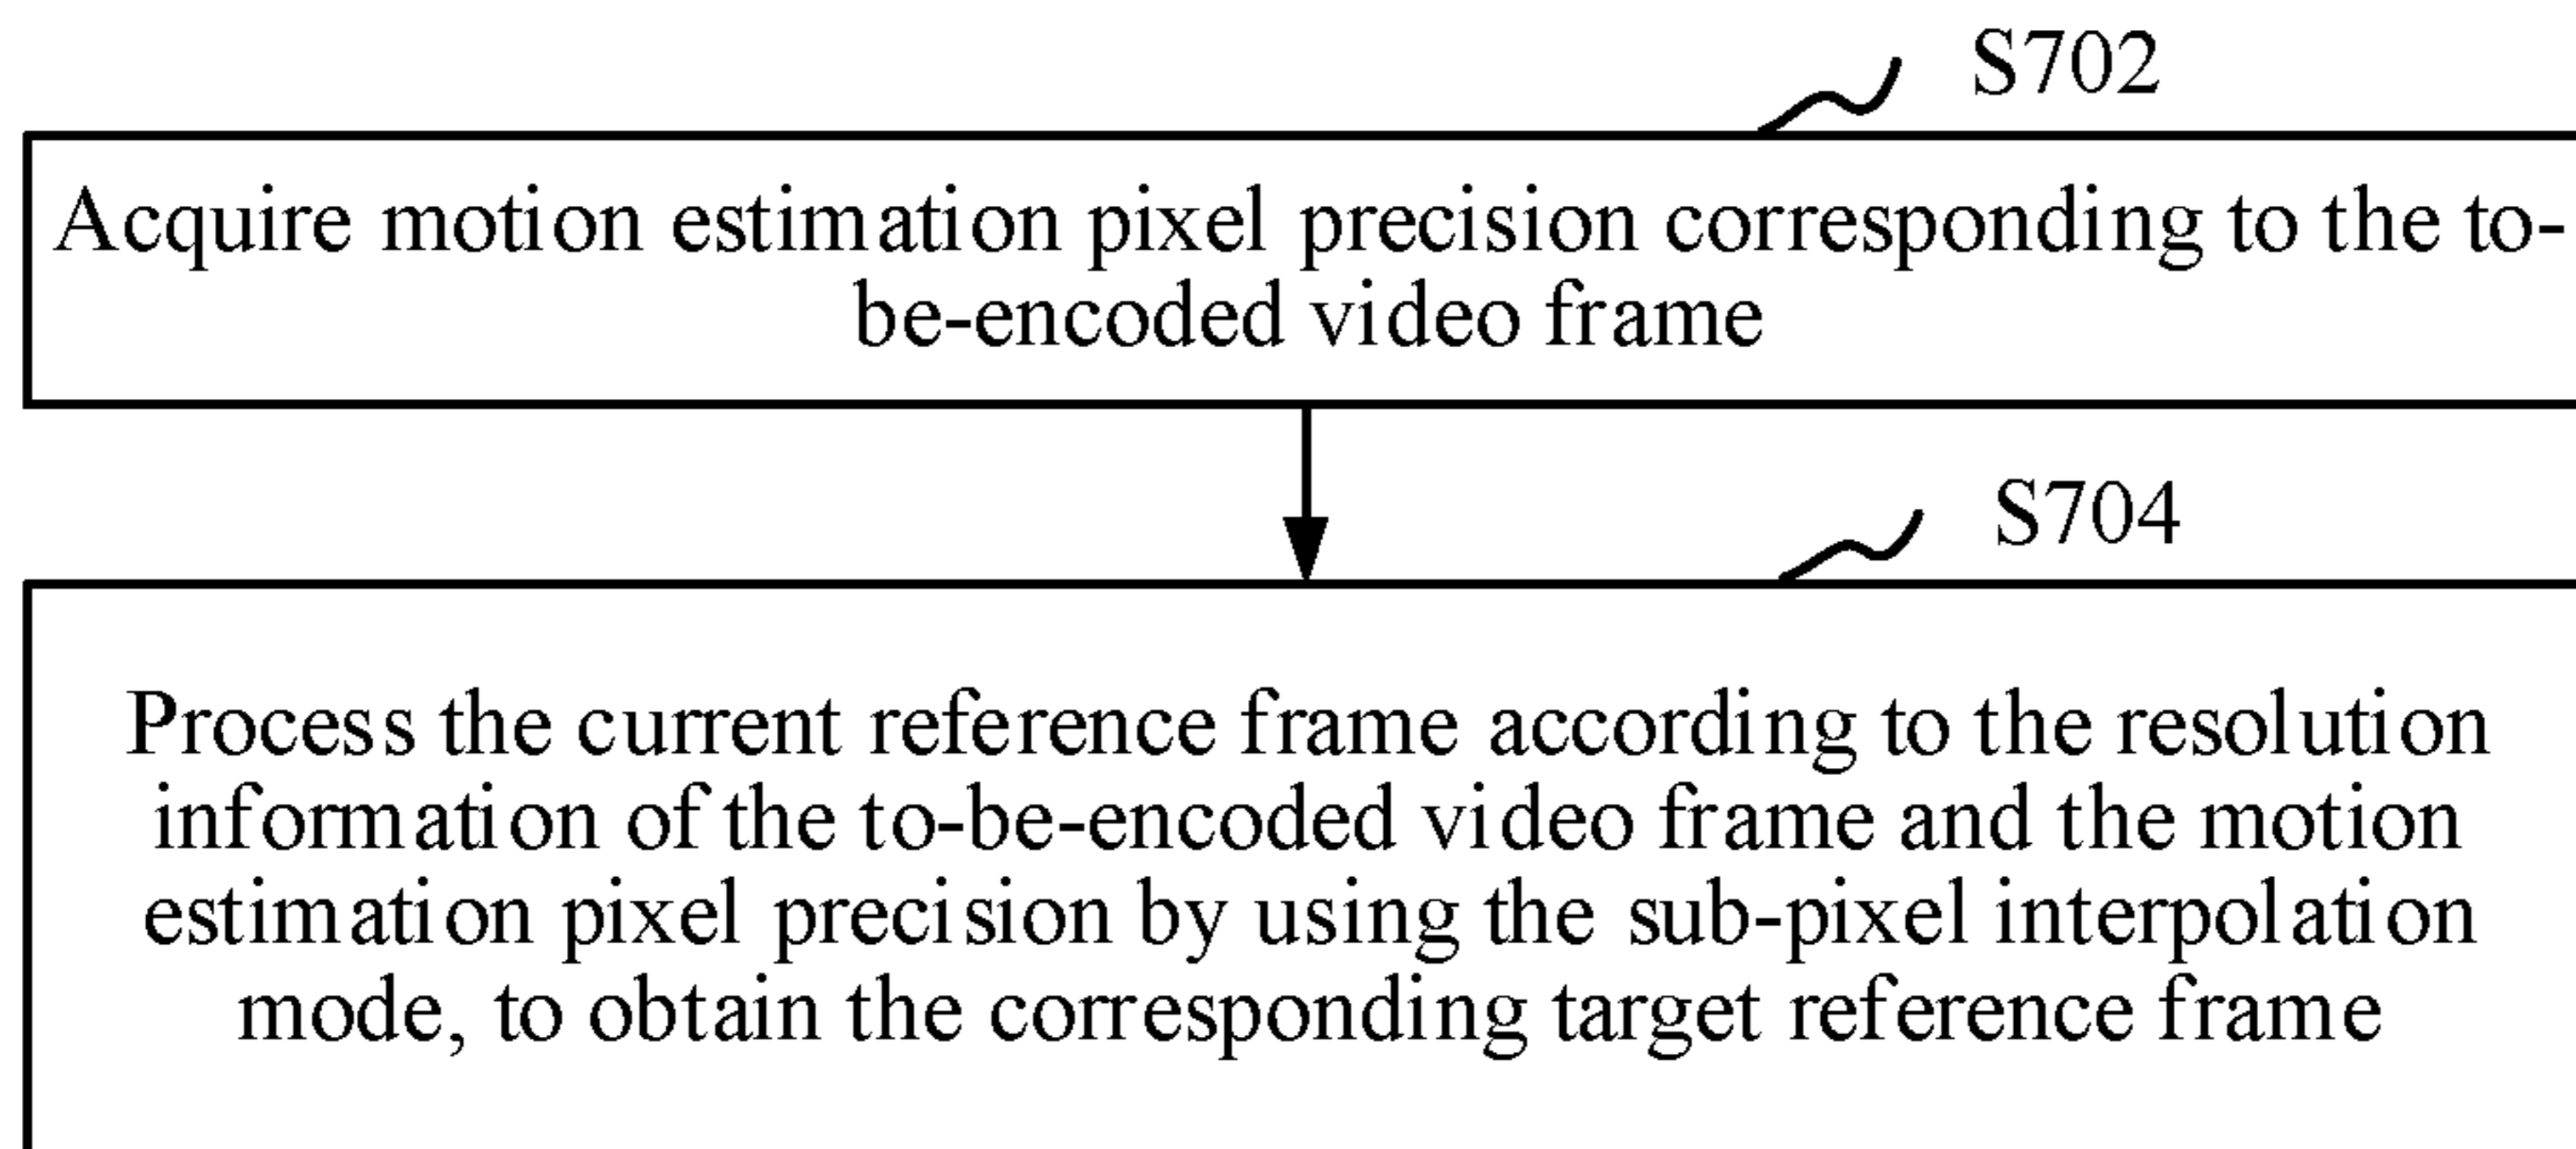 S702
Acquire motion estimation pixel precision corresponding to the to-
be-encoded video frame
S704
Process the current reference frame according to the resolution
information of the to-be-encoded video frame and the motion
estimation pixel precision by using the sub-pixel interpolation
mode, to obtain the corresponding target reference frame